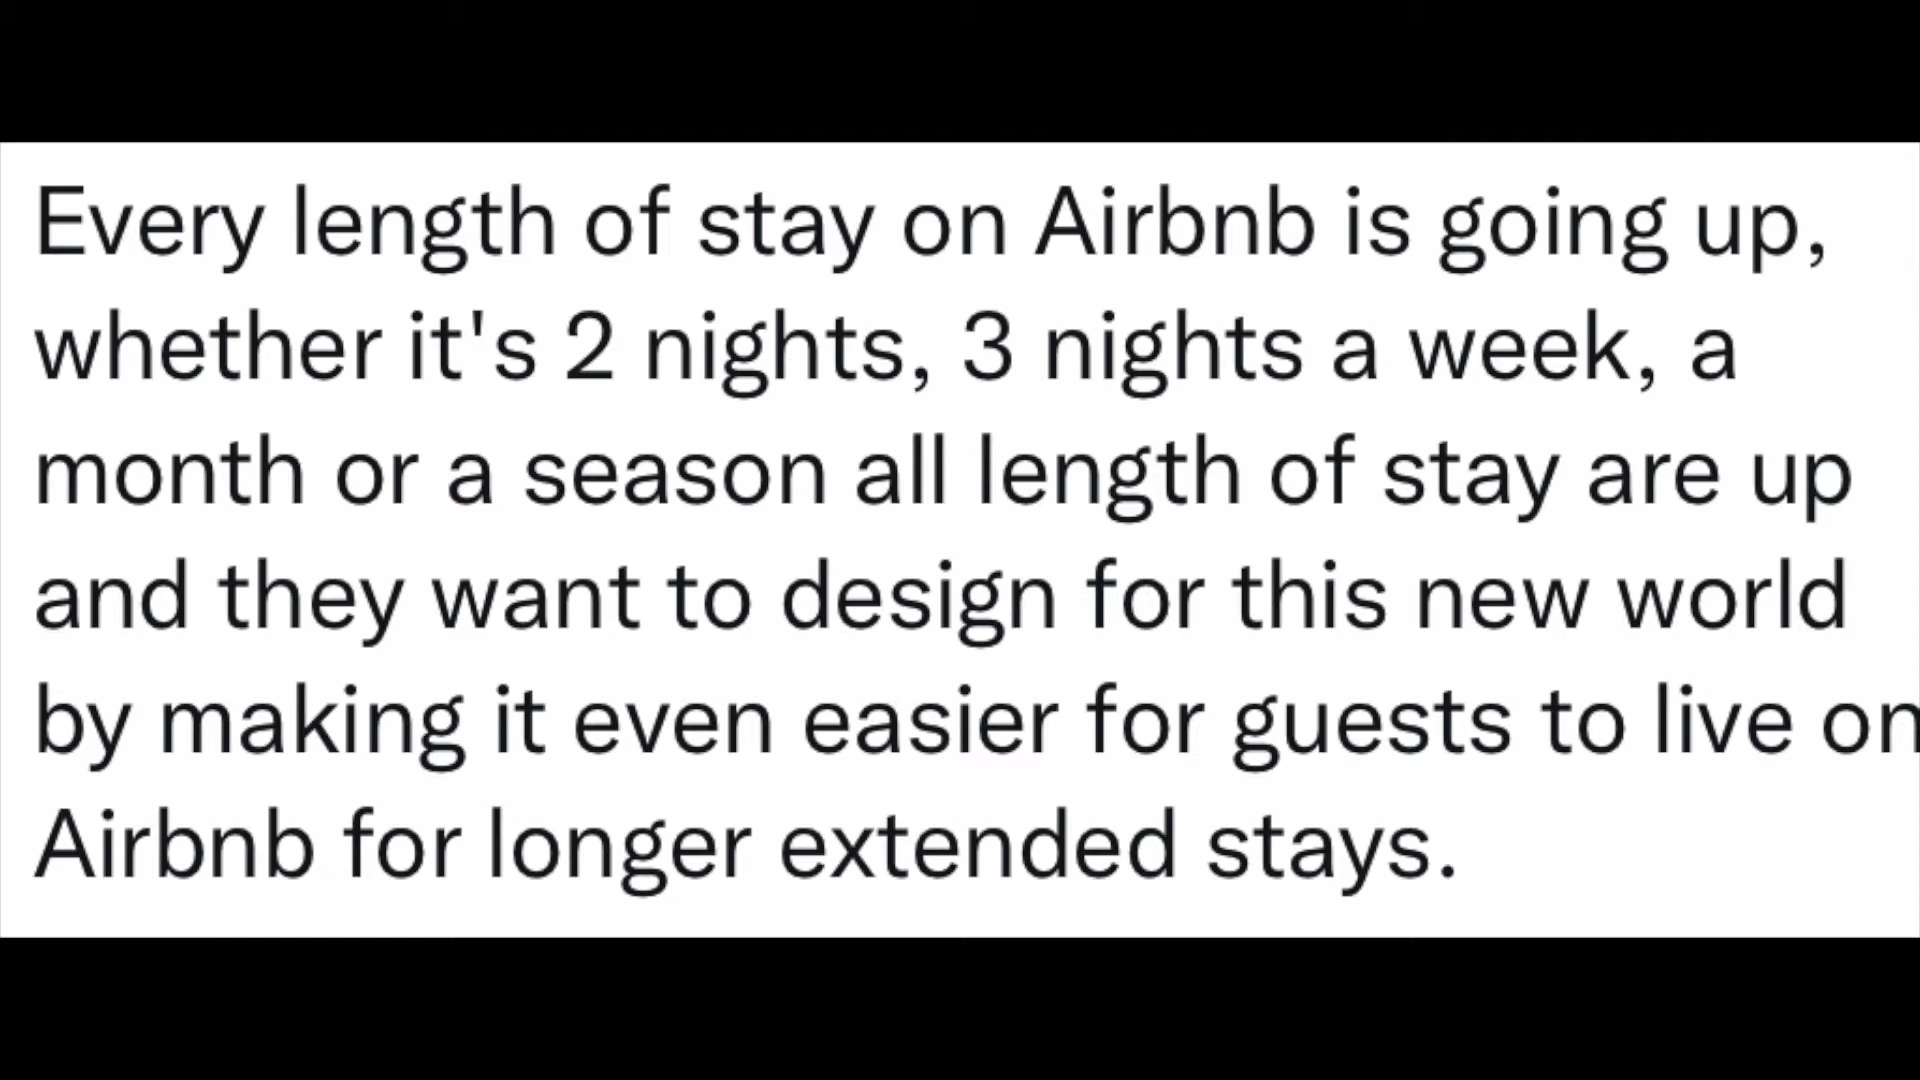 Every length of stay on Airbnb is going up,
whether it's 2 nights, 3 nights a week, a
month or a season all length of stay are up
and they want to design for this new world
by making it even easier for guests to live on
Airbnb for longer extended stays.